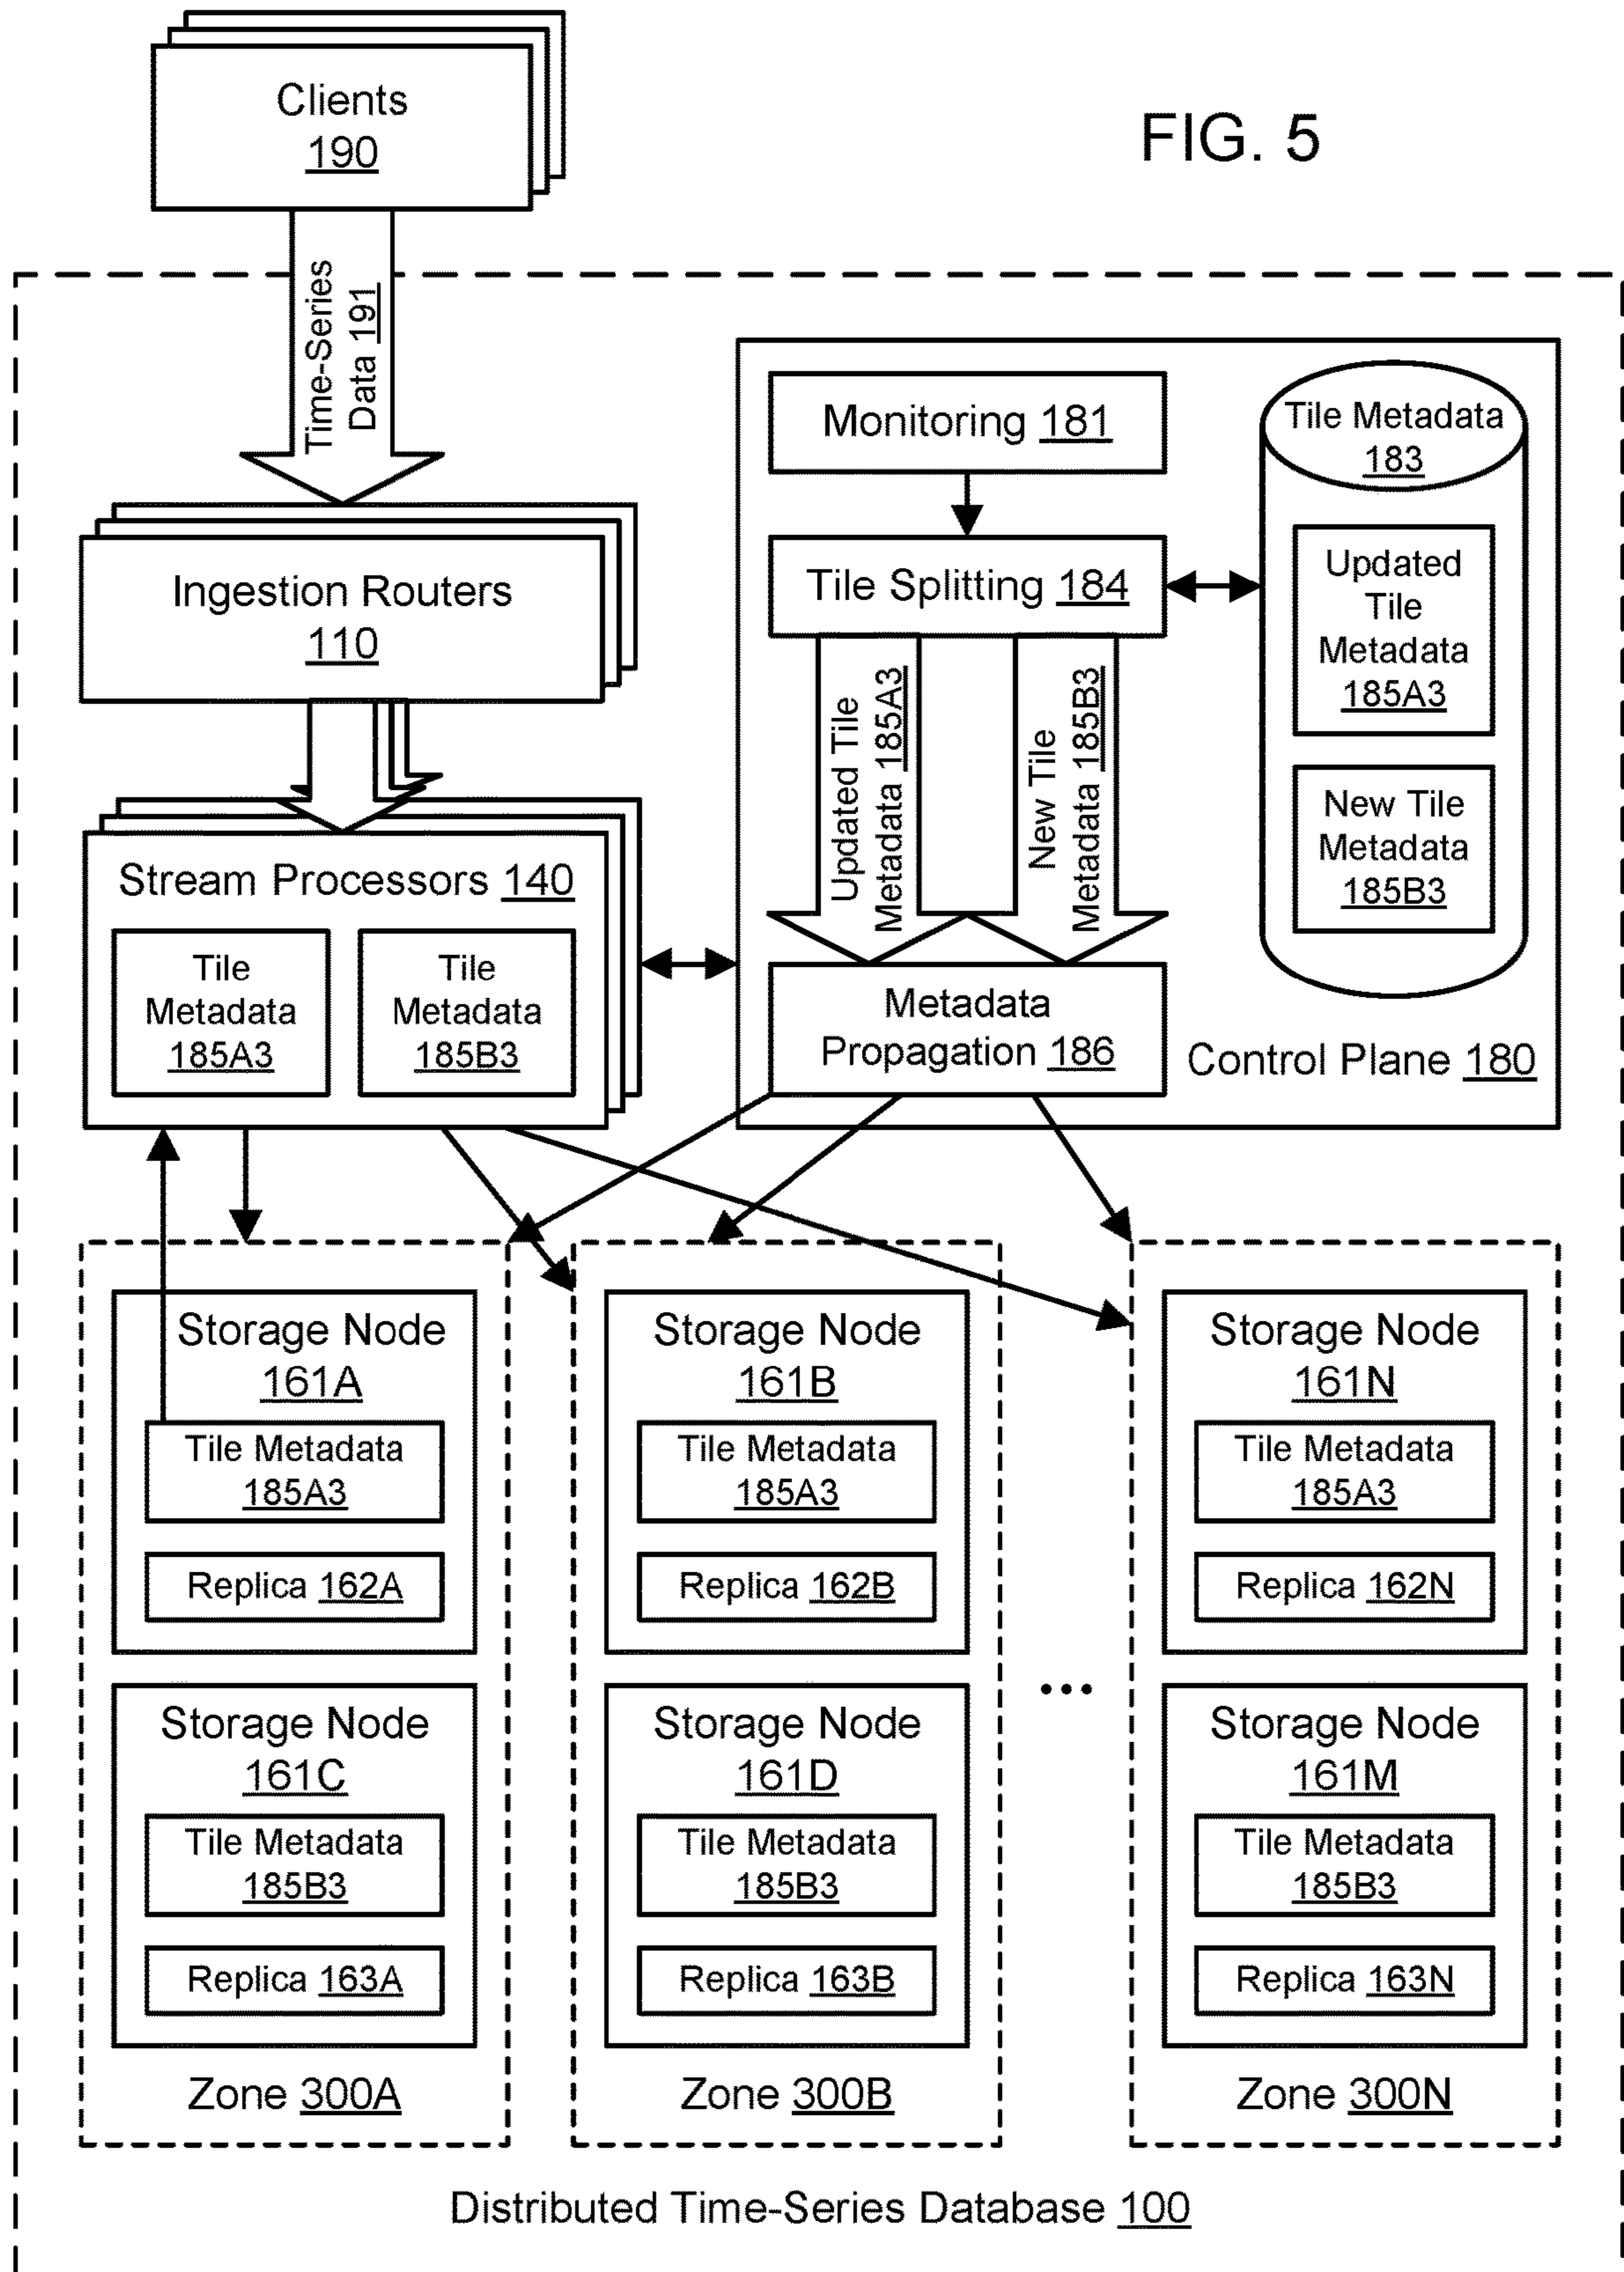 Clients
190
FIG. 5
Time-Series
Data 191
Ingestion Routers
110
Stream Processors 140
Tile
Metadata
185A3
Tile
Metadata
185B3
Monitoring 181
Tile Splitting 184
Updated Tile
Metadata 185A3
New Tile
Metadata 185B3
Metadata
Propagation 186
Tile Metadata
183
Updated
Tile
Metadata
185A3
New Tile
Metadata
185B3
Control Plane 180
Storage Node
161A
Tile Metadata
185A3
Replica 162A
Storage Node
161C
Tile Metadata
185B3
Replica 163A
Zone 300A
Storage Node
161B
Tile Metadata
185A3
Replica 162B
Storage Node
161D
Tile Metadata
185B3
Replica 163B
Zone 300B
...
Storage Node
161N
Tile Metadata
185A3
Replica 162N
Storage Node
161M
Tile Metadata
185B3
Replica 163N
Zone 300N
Distributed Time-Series Database 100